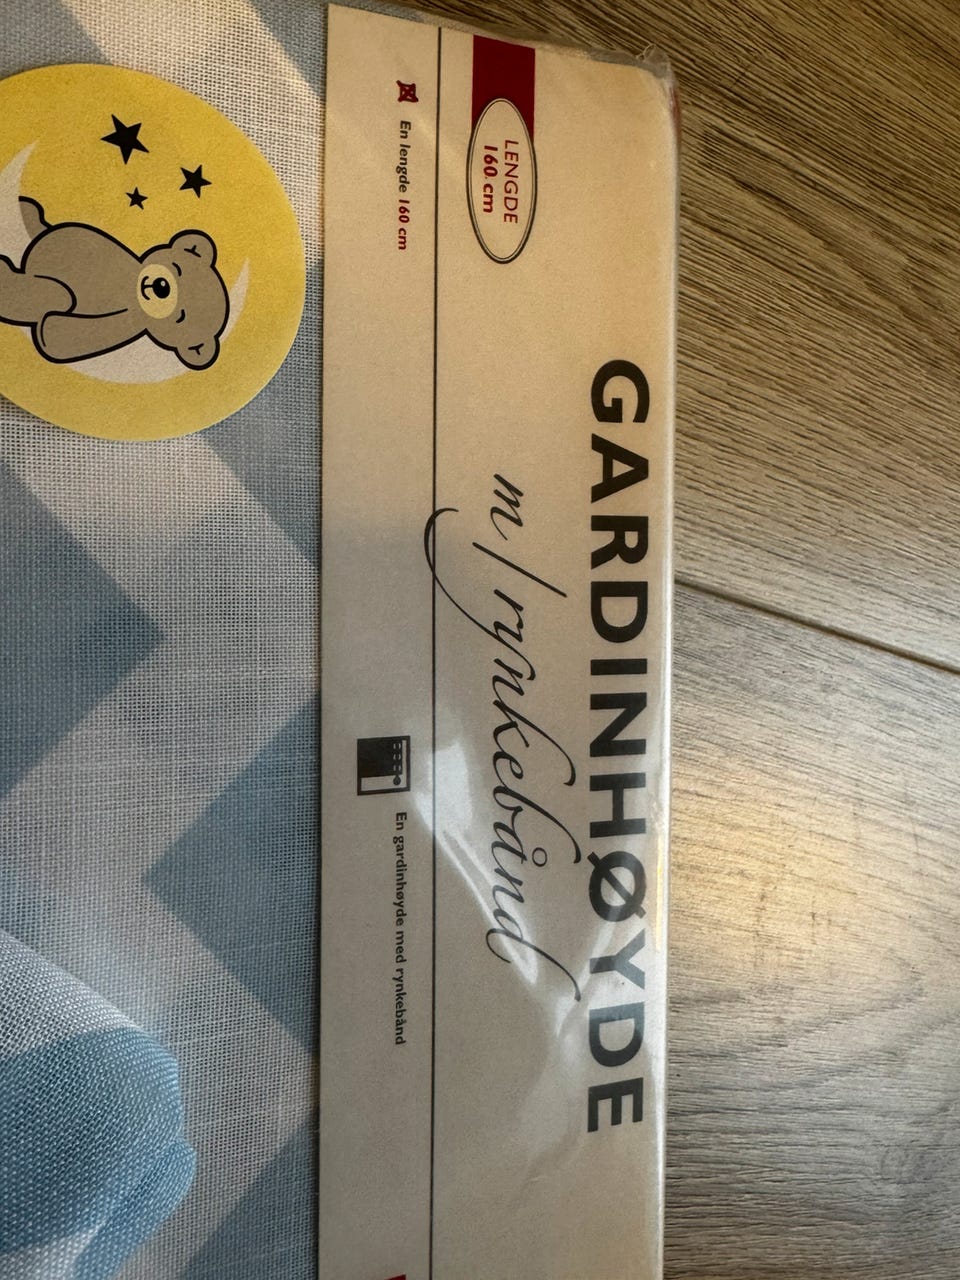 GARDINHØYDE
m/rynkebånd
LENGDE
160 cm
En lengde 160 cm
En gardinhøyde med rynkebånd